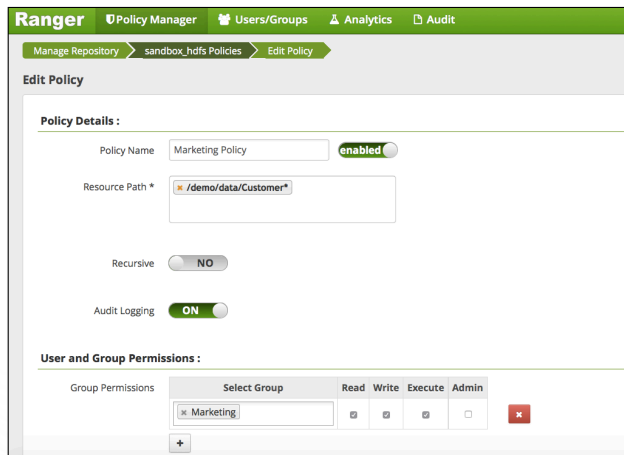 Ranger Policy Manager Users/Groups Analytics Audit
Manage Repository sandbox_hdfs Policies Edit Policy
Edit Policy
Policy Details :
Policy Name Marketing Policy enabled
Resource Path * × /demo/data/Customer*
Recursive NO
Audit Logging ON
User and Group Permissions :
Group Permissions Select Group Read Write Execute Admin
× Marketing ×
+